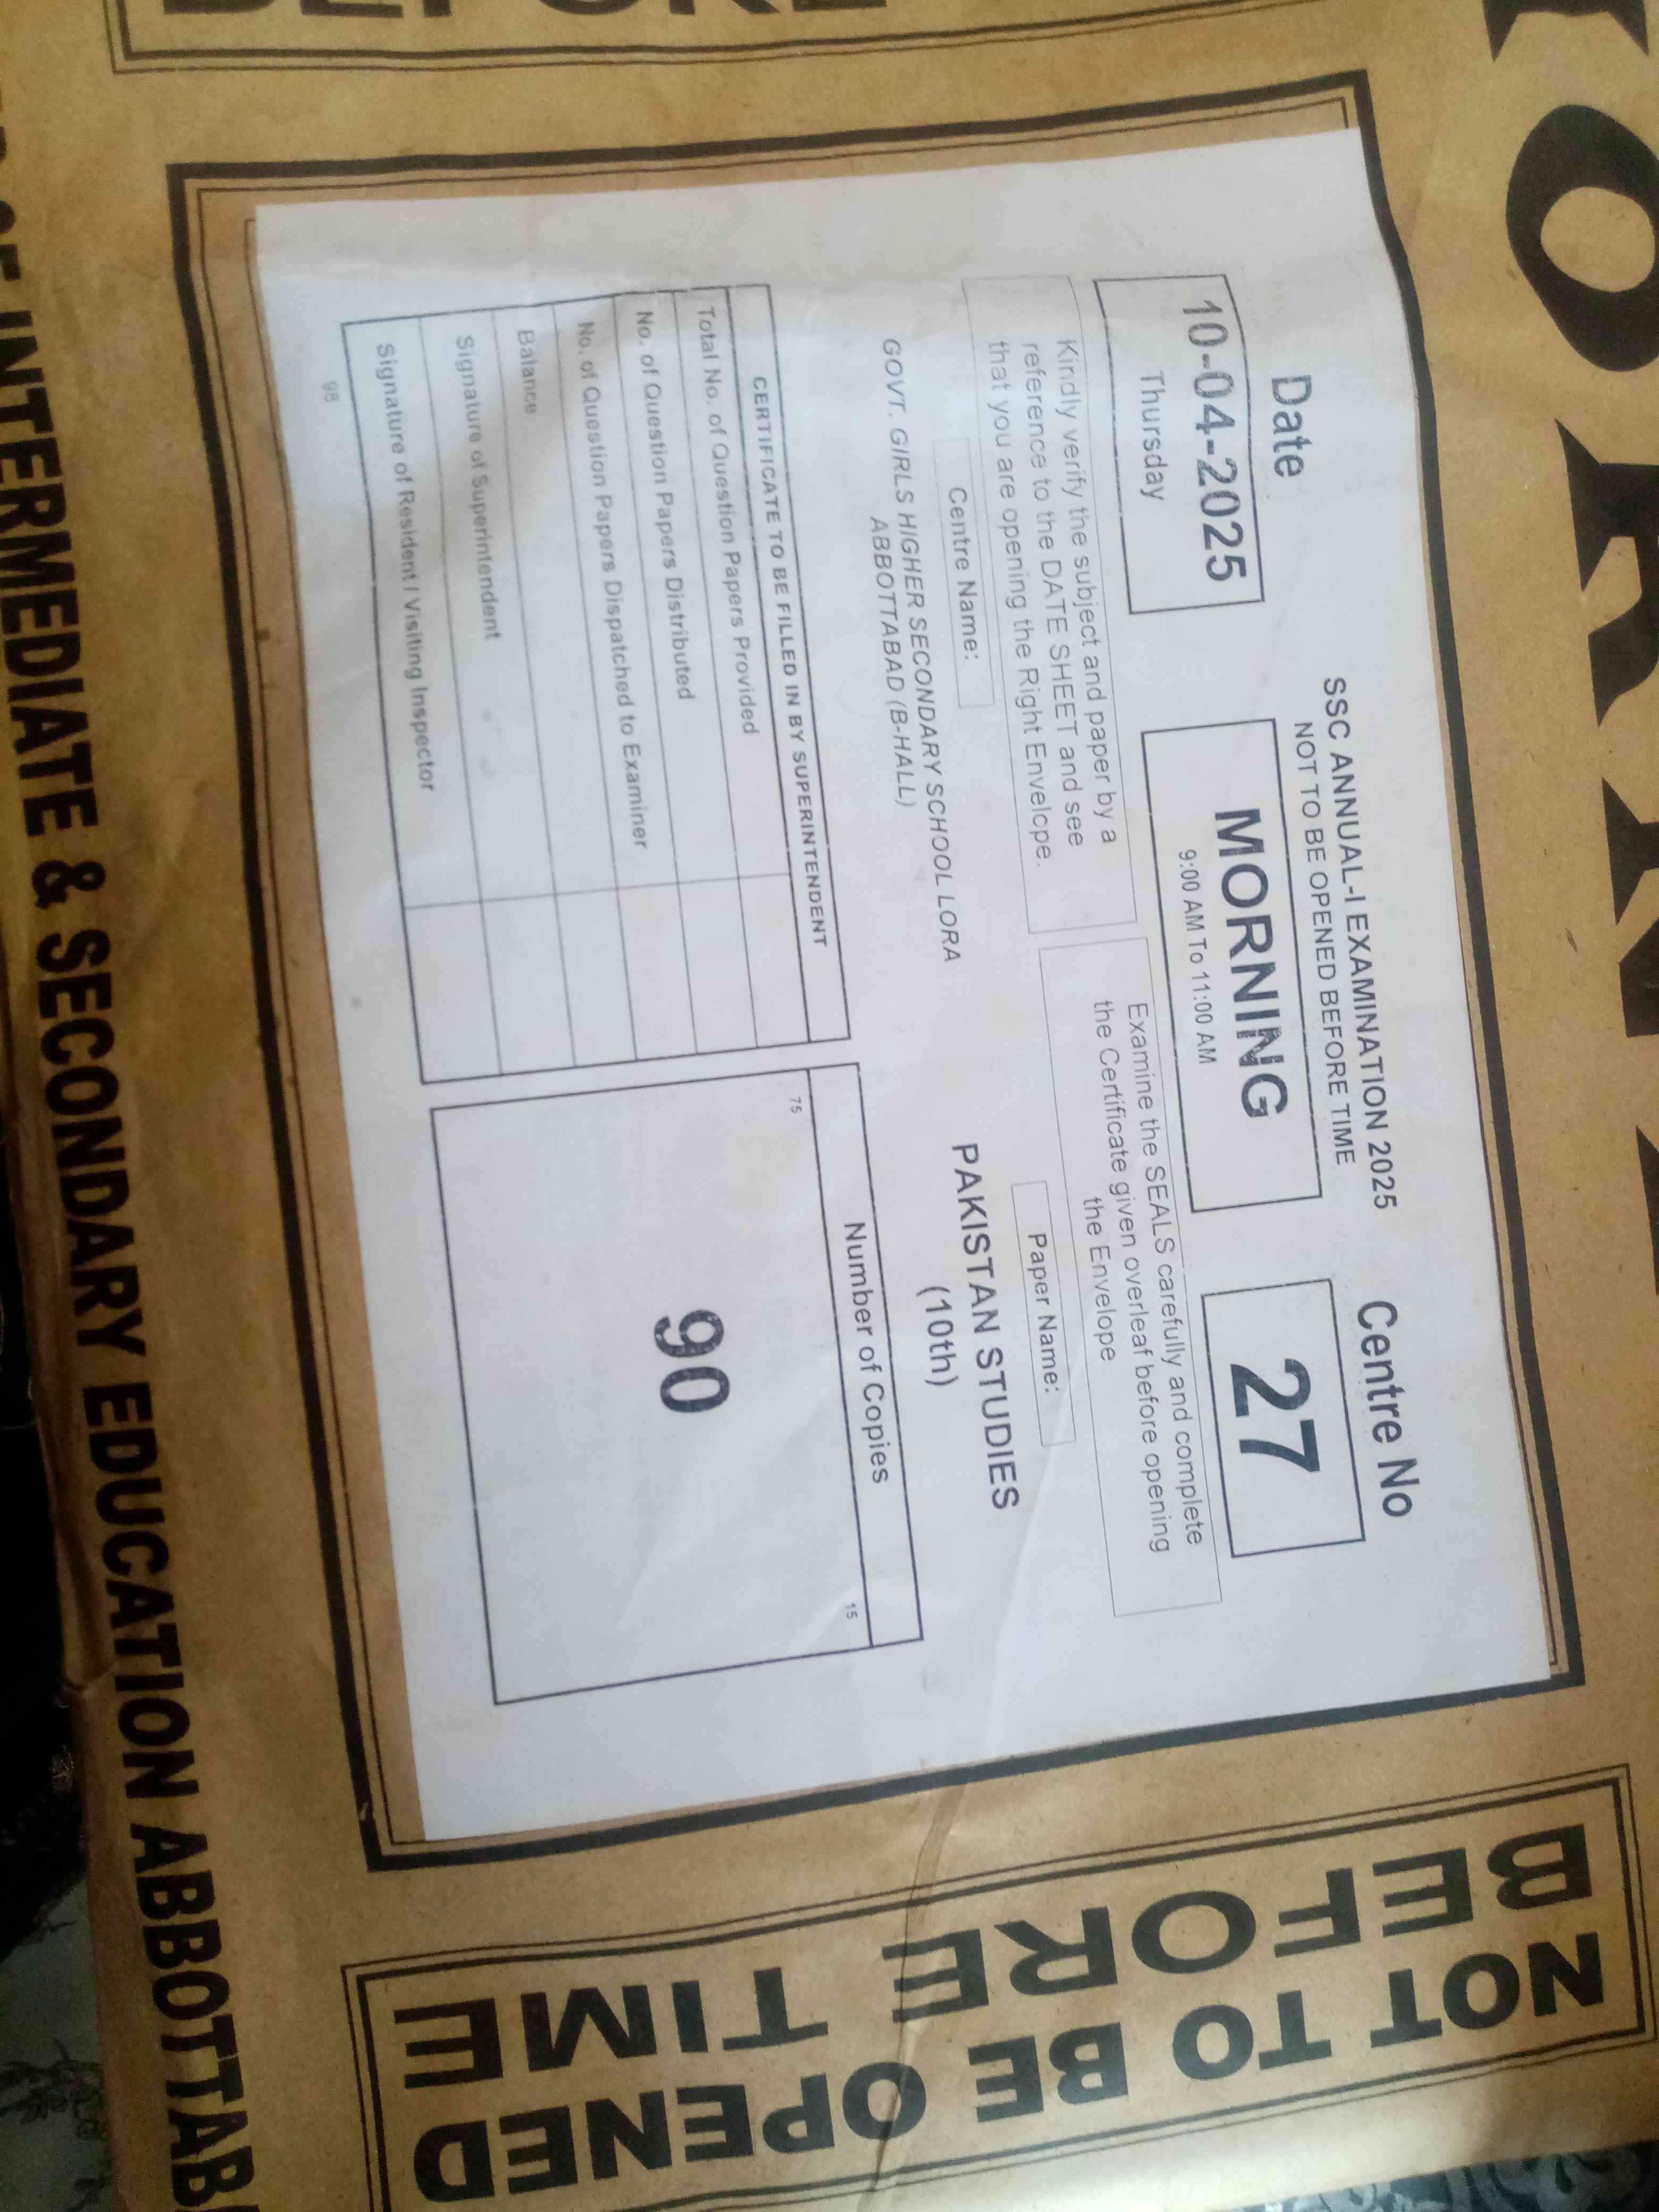 SSC ANNUAL-I EXAMINATION 2025
NOT TO BE OPENED BEFORE TIME
Date
10-04-2025
Thursday
MORNING
9:00 AM To 11:00 AM
Centre No
27
Kindly verify the subject and paper by a
reference to the DATE SHEET and see
that you are opening the Right Envelope.
Examine the SEALS carefully and complete
the Certificate given overleaf before opening
the Envelope
Centre Name:
GOVT. GIRLS HIGHER SECONDARY SCHOOL LORA
ABBOTTABAD (B-HALL)
Paper Name:
PAKISTAN STUDIES
(10th)
CERTIFICATE TO BE FILLED IN BY SUPERINTENDENT
Total No. of Question Papers Provided
No. of Question Papers Distributed
No. of Question Papers Dispatched to Examiner
Balance
Signature of Superintendent
Signature of Resident / Visiting Inspector
98
Number of Copies
75
15
90
NOT TO BE OPENED
BEFORE TIME
INTERMEDIATE & SECONDARY EDUCATION ABBOTTAB